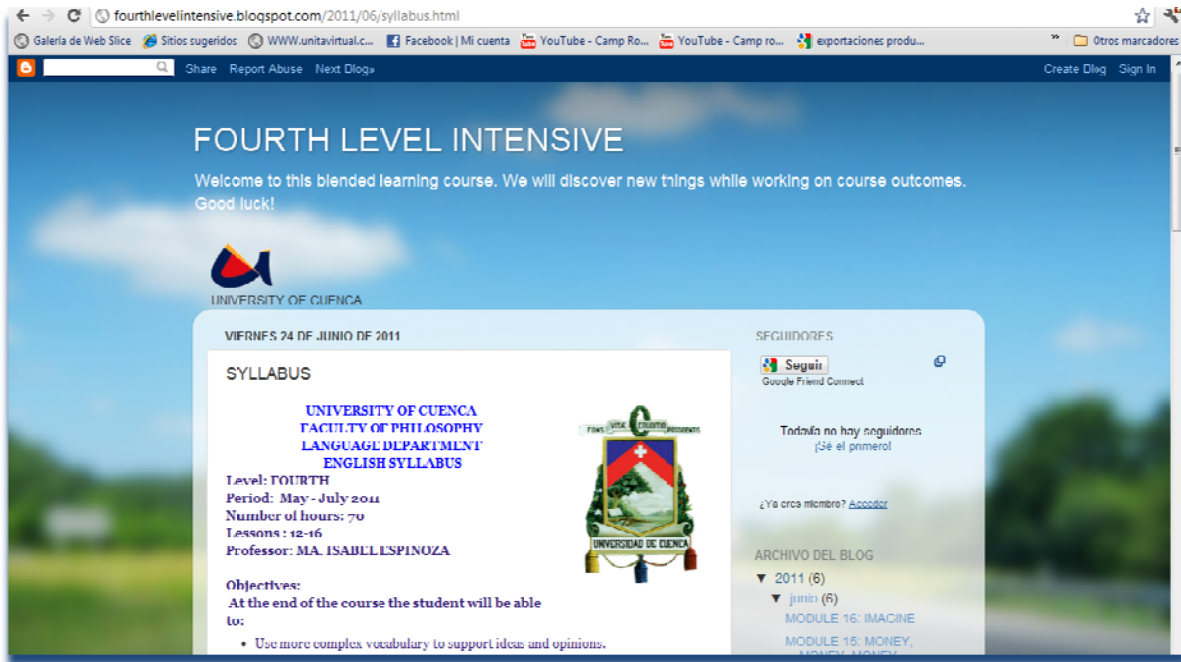 fourthlevelintensive.blogspot.com/2011/06/syllabus.html
Galería de Web Slice Sitios sugeridos WWW.unitavirtual.c... Facebook | Mi cuenta YouTube - Camp Ro... YouTube - Camp ro... exportaciones produ... » Otros marcadores
Share Report Abuse Next Blog» Create Blog Sign In
FOURTH LEVEL INTENSIVE
Welcome to this blended learning course. We will discover new things while working on course outcomes.
Good luck!
UNIVERSITY OF CUENCA
VIERNES 24 DE JUNIO DE 2011
SYLLABUS
UNIVERSITY OF CUENCA
FACULTY OF PHILOSOPHY
LANGUAGE DEPARTMENT
ENGLISH SYLLABUS
Level: FOURTH
Period: May - July 2011
Number of hours: 70
Lessons : 12-16
Professor: MA. ISABEL ESPINOZA
Objectives:
At the end of the course the student will be able
to:
• Use more complex vocabulary to support ideas and opinions.
FONS VITÆ ERUDITIO POSSIDENTIS
UNIVERSIDAD DE CUENCA
SEGUIDORES
Seguir
Google Friend Connect
Todavía no hay seguidores
¡Sé el primero!
¿Ya eres miembro? Acceder
ARCHIVO DEL BLOG
▼ 2011 (6)
▼ junio (6)
MODULE 16: IMAGINE
MODULE 15: MONEY,
MONEY, MONEY